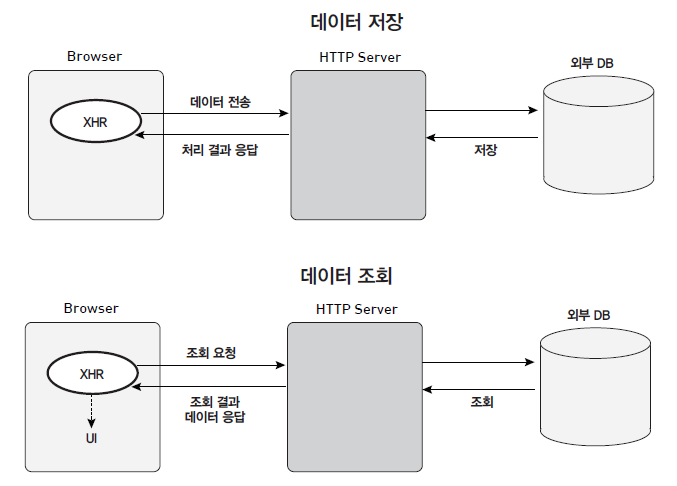 데이터 저장
Browser
HTTP Server
외부 DB
XHR
데이터 전송
처리 결과 응답
저장
데이터 조회
Browser
HTTP Server
외부 DB
XHR
조회 요청
조회 결과
데이터 응답
조회
UI